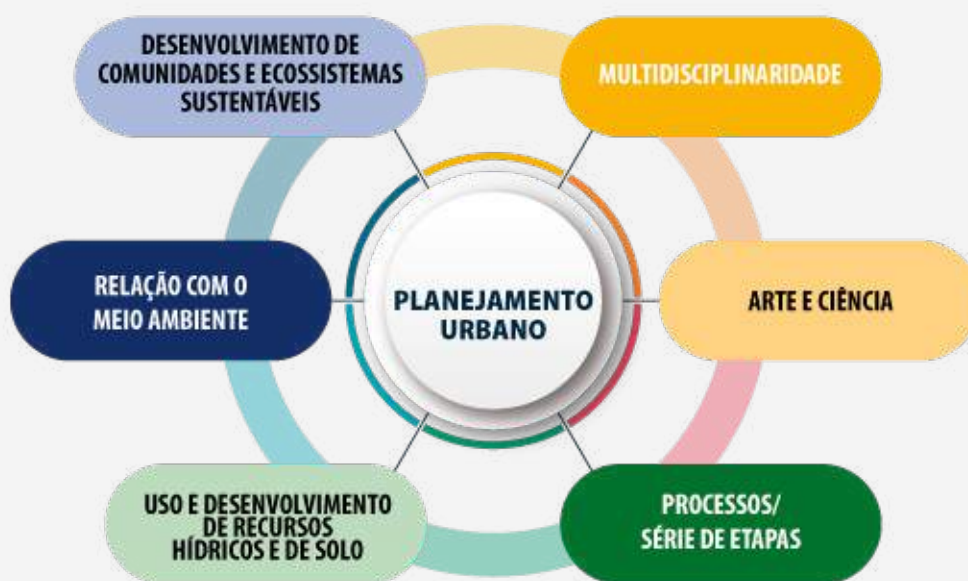 DESENVOLVIMENTO DE
COMUNIDADES E ECOSSISTEMAS
SUSTENTÁVEIS
MULTIDISCIPLINARIDADE
RELAÇÃO COM O
MEIO AMBIENTE
PLANEJAMENTO
URBANO
ARTE E CIÊNCIA
USO E DESENVOLVIMENTO
DE RECURSOS
HÍDRICOS E DE SOLO
PROCESSOS/
SÉRIE DE ETAPAS